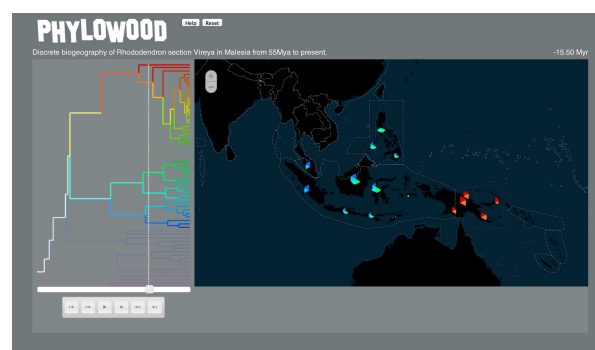 PHYLOWOOD
Help Reset
Discrete biogeography of Rhododendron section Vireya in Malesia from 55Mya to present.
-15.50 Myr